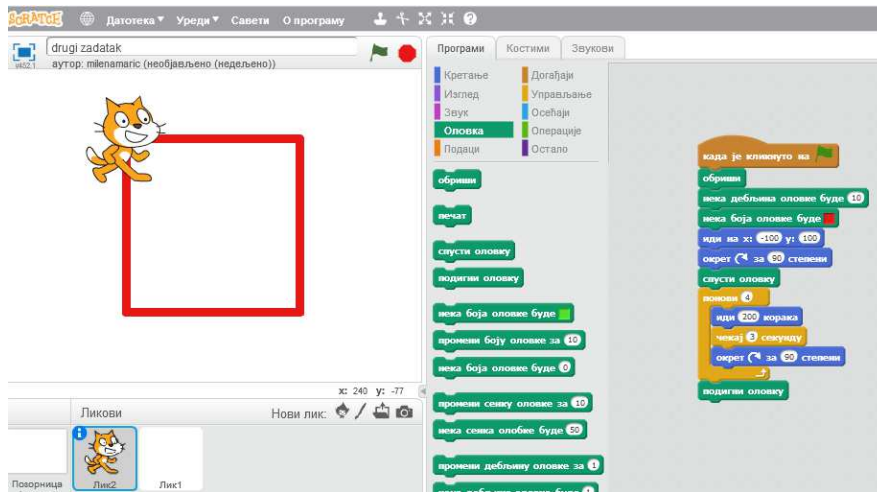 SCRATCH Датотека Уреди Савети О програму
drugi zadatak
аутор: milenamaric (необјављено (недељено))
Програми Костими Звукови
Кретање Догађаји
Изглед Управљање
Звук Осећаји
Оловка Операције
Подаци Остало
обриши
печат
спусти оловку
подигни оловку
нека боја оловке буде
промени боју оловке за 10
нека боја оловке буде 0
промени сенку оловке за 10
нека сенка оловке буде 50
промени дебљину оловке за 1
када је кликнуто на
обриши
нека дебљина оловке буде 10
нека боја оловке буде
иди на x: -100 y: 100
окрет за 90 степени
спусти оловку
понови 4
иди 200 корака
чекај 3 секунду
окрет за 90 степени
подигни оловку
x: 240 y: -77
Ликови Нови лик:
Позорница Лик2 Лик1